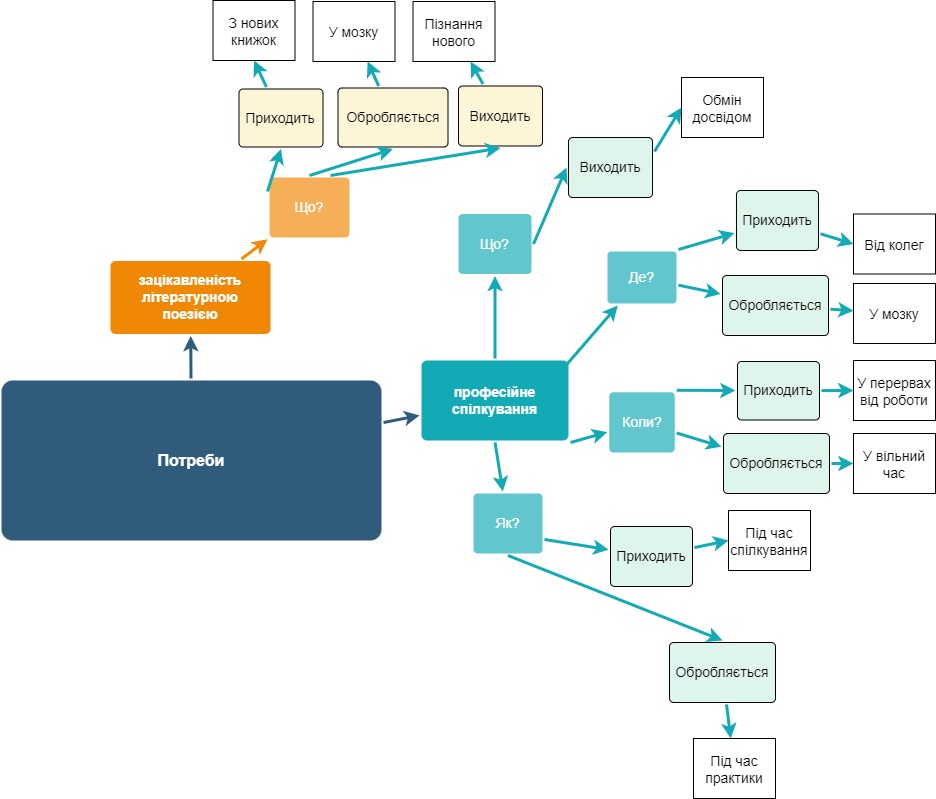 З нових
книжок
У мозку
Пізнання
нового
Приходить
Обробляється
Виходить
Що?
зацікавленість
літературною
поезією
Потреби
професійне
спілкування
Що?
Виходить
Обмін
досвідом
Де?
Приходить
Від колег
Обробляється
У мозку
Коли?
Приходить
У перервах
від роботи
Обробляється
У вільний
час
Як?
Приходить
Під час
спілкування
Обробляється
Під час
практики